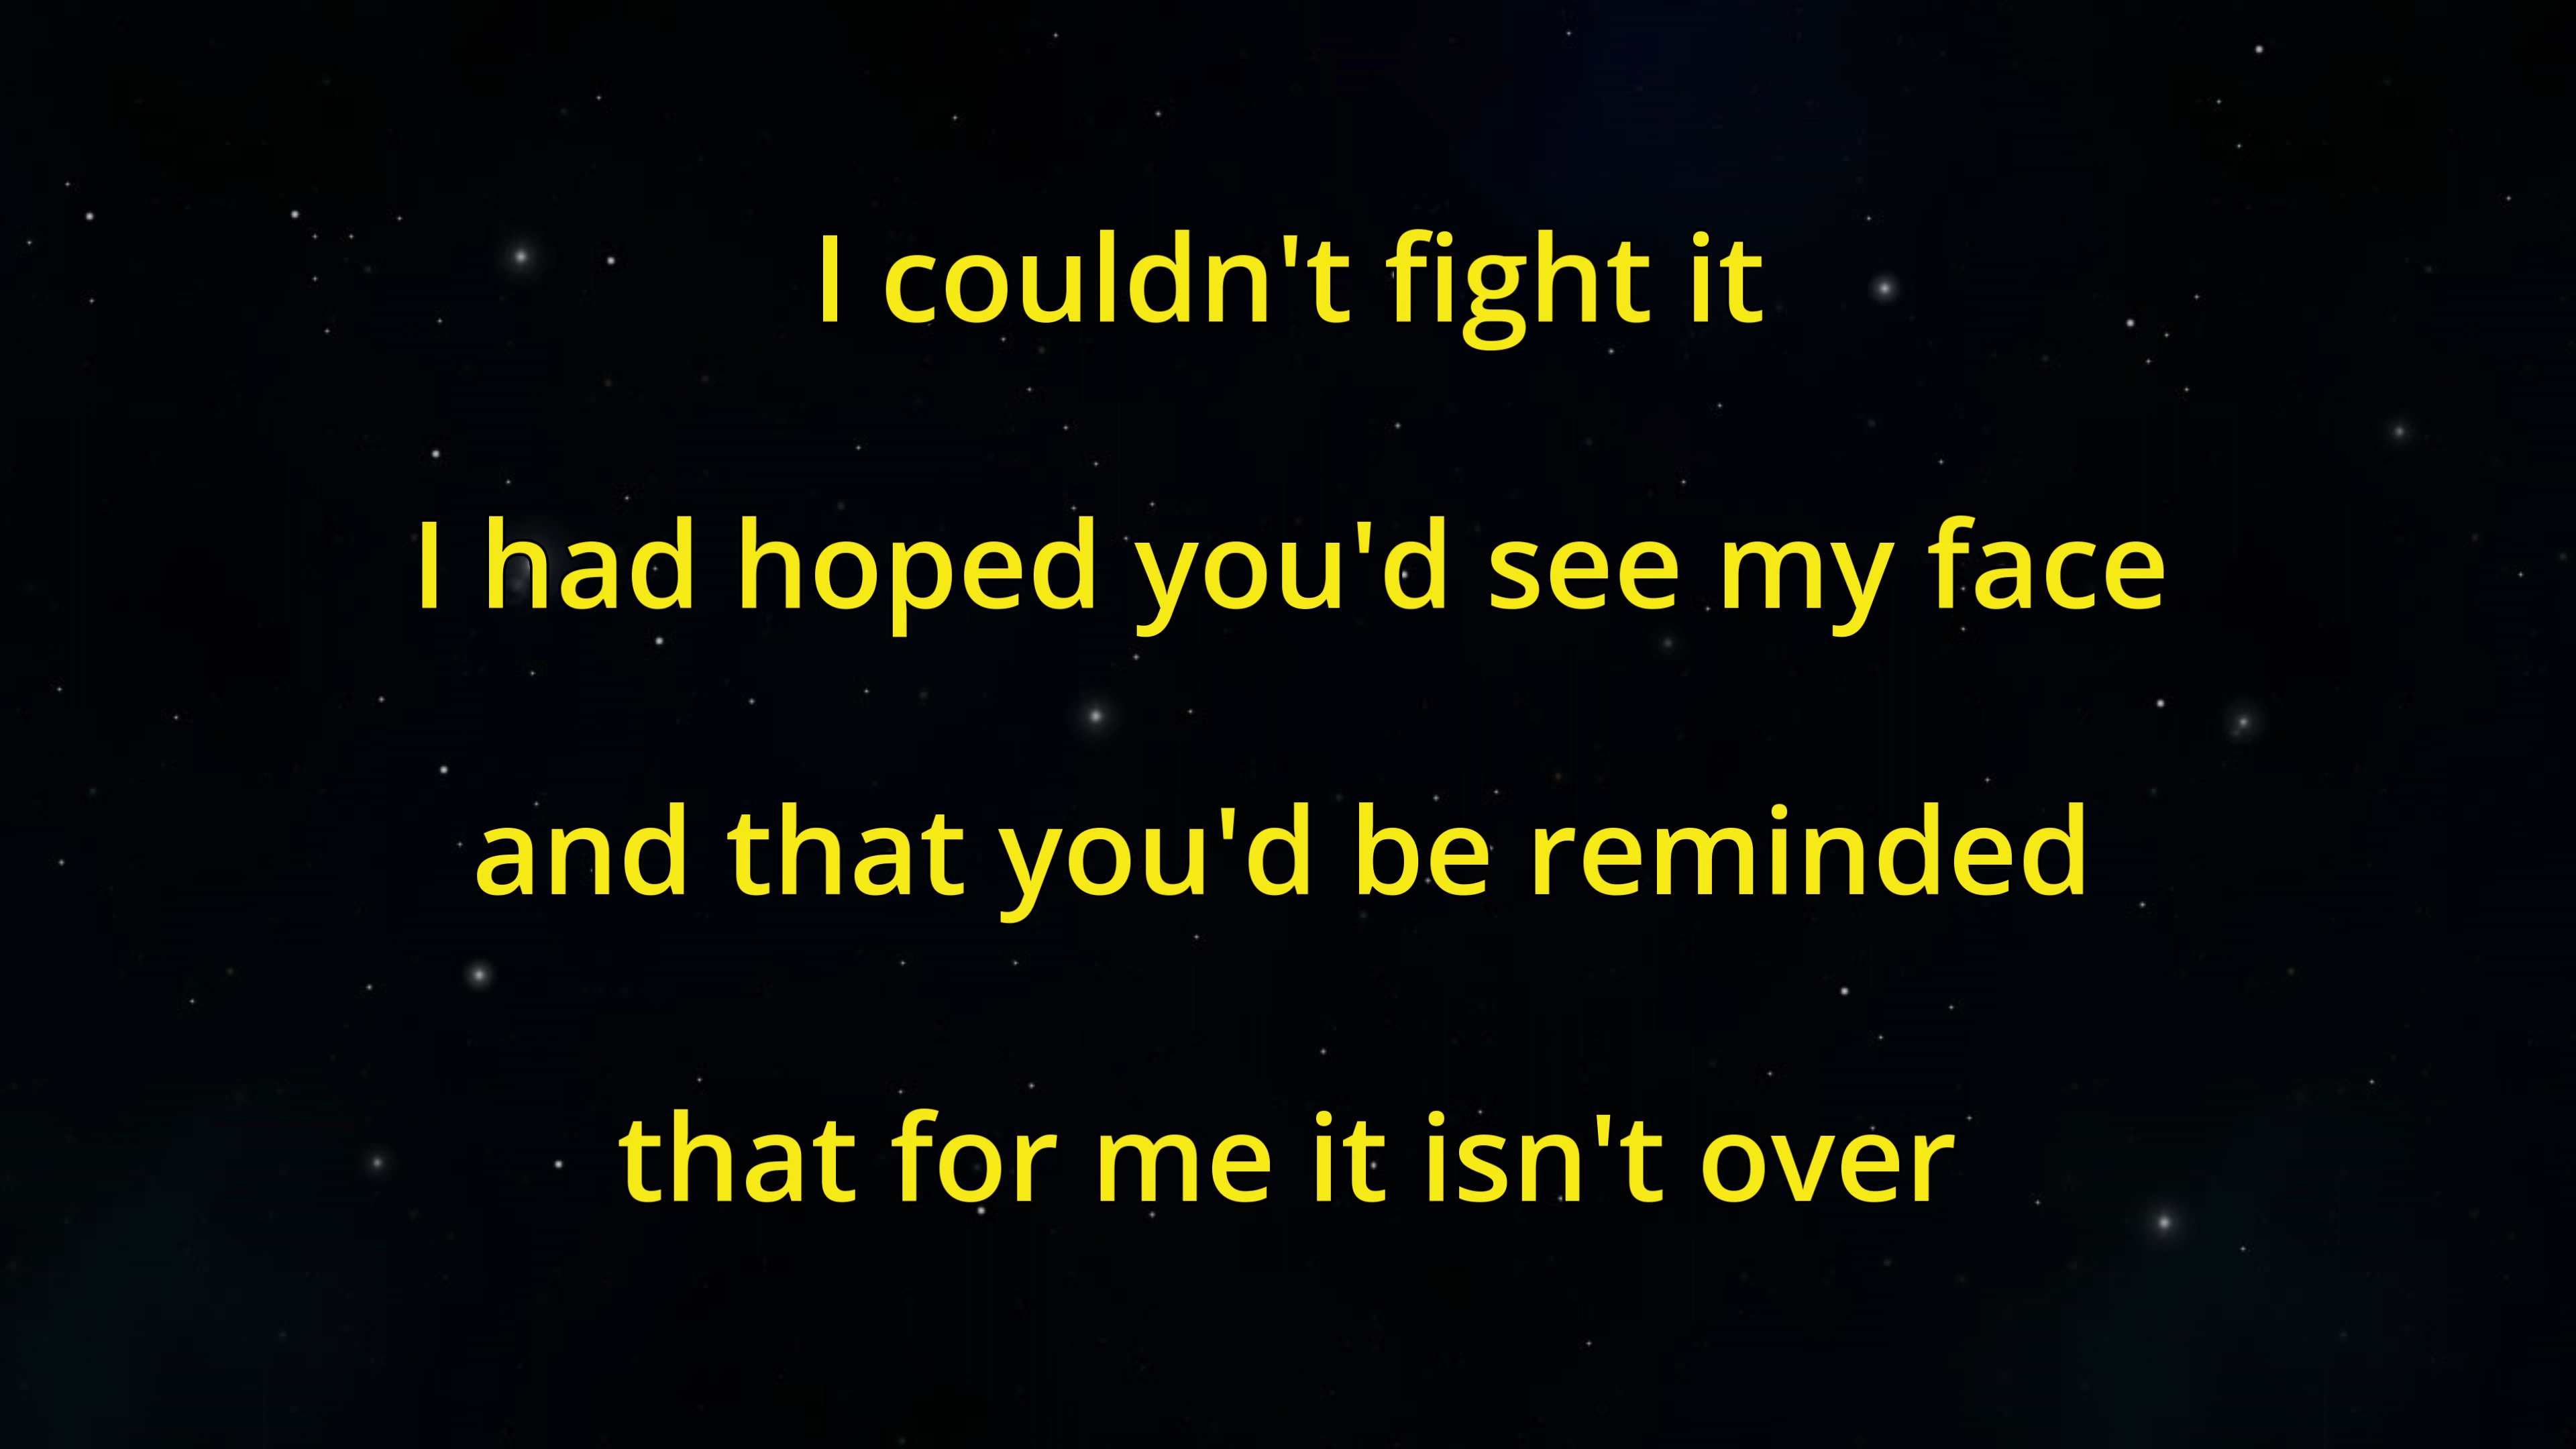 I couldn't fight it
I had hoped you'd see my face
and that you'd be reminded
that for me it isn't over